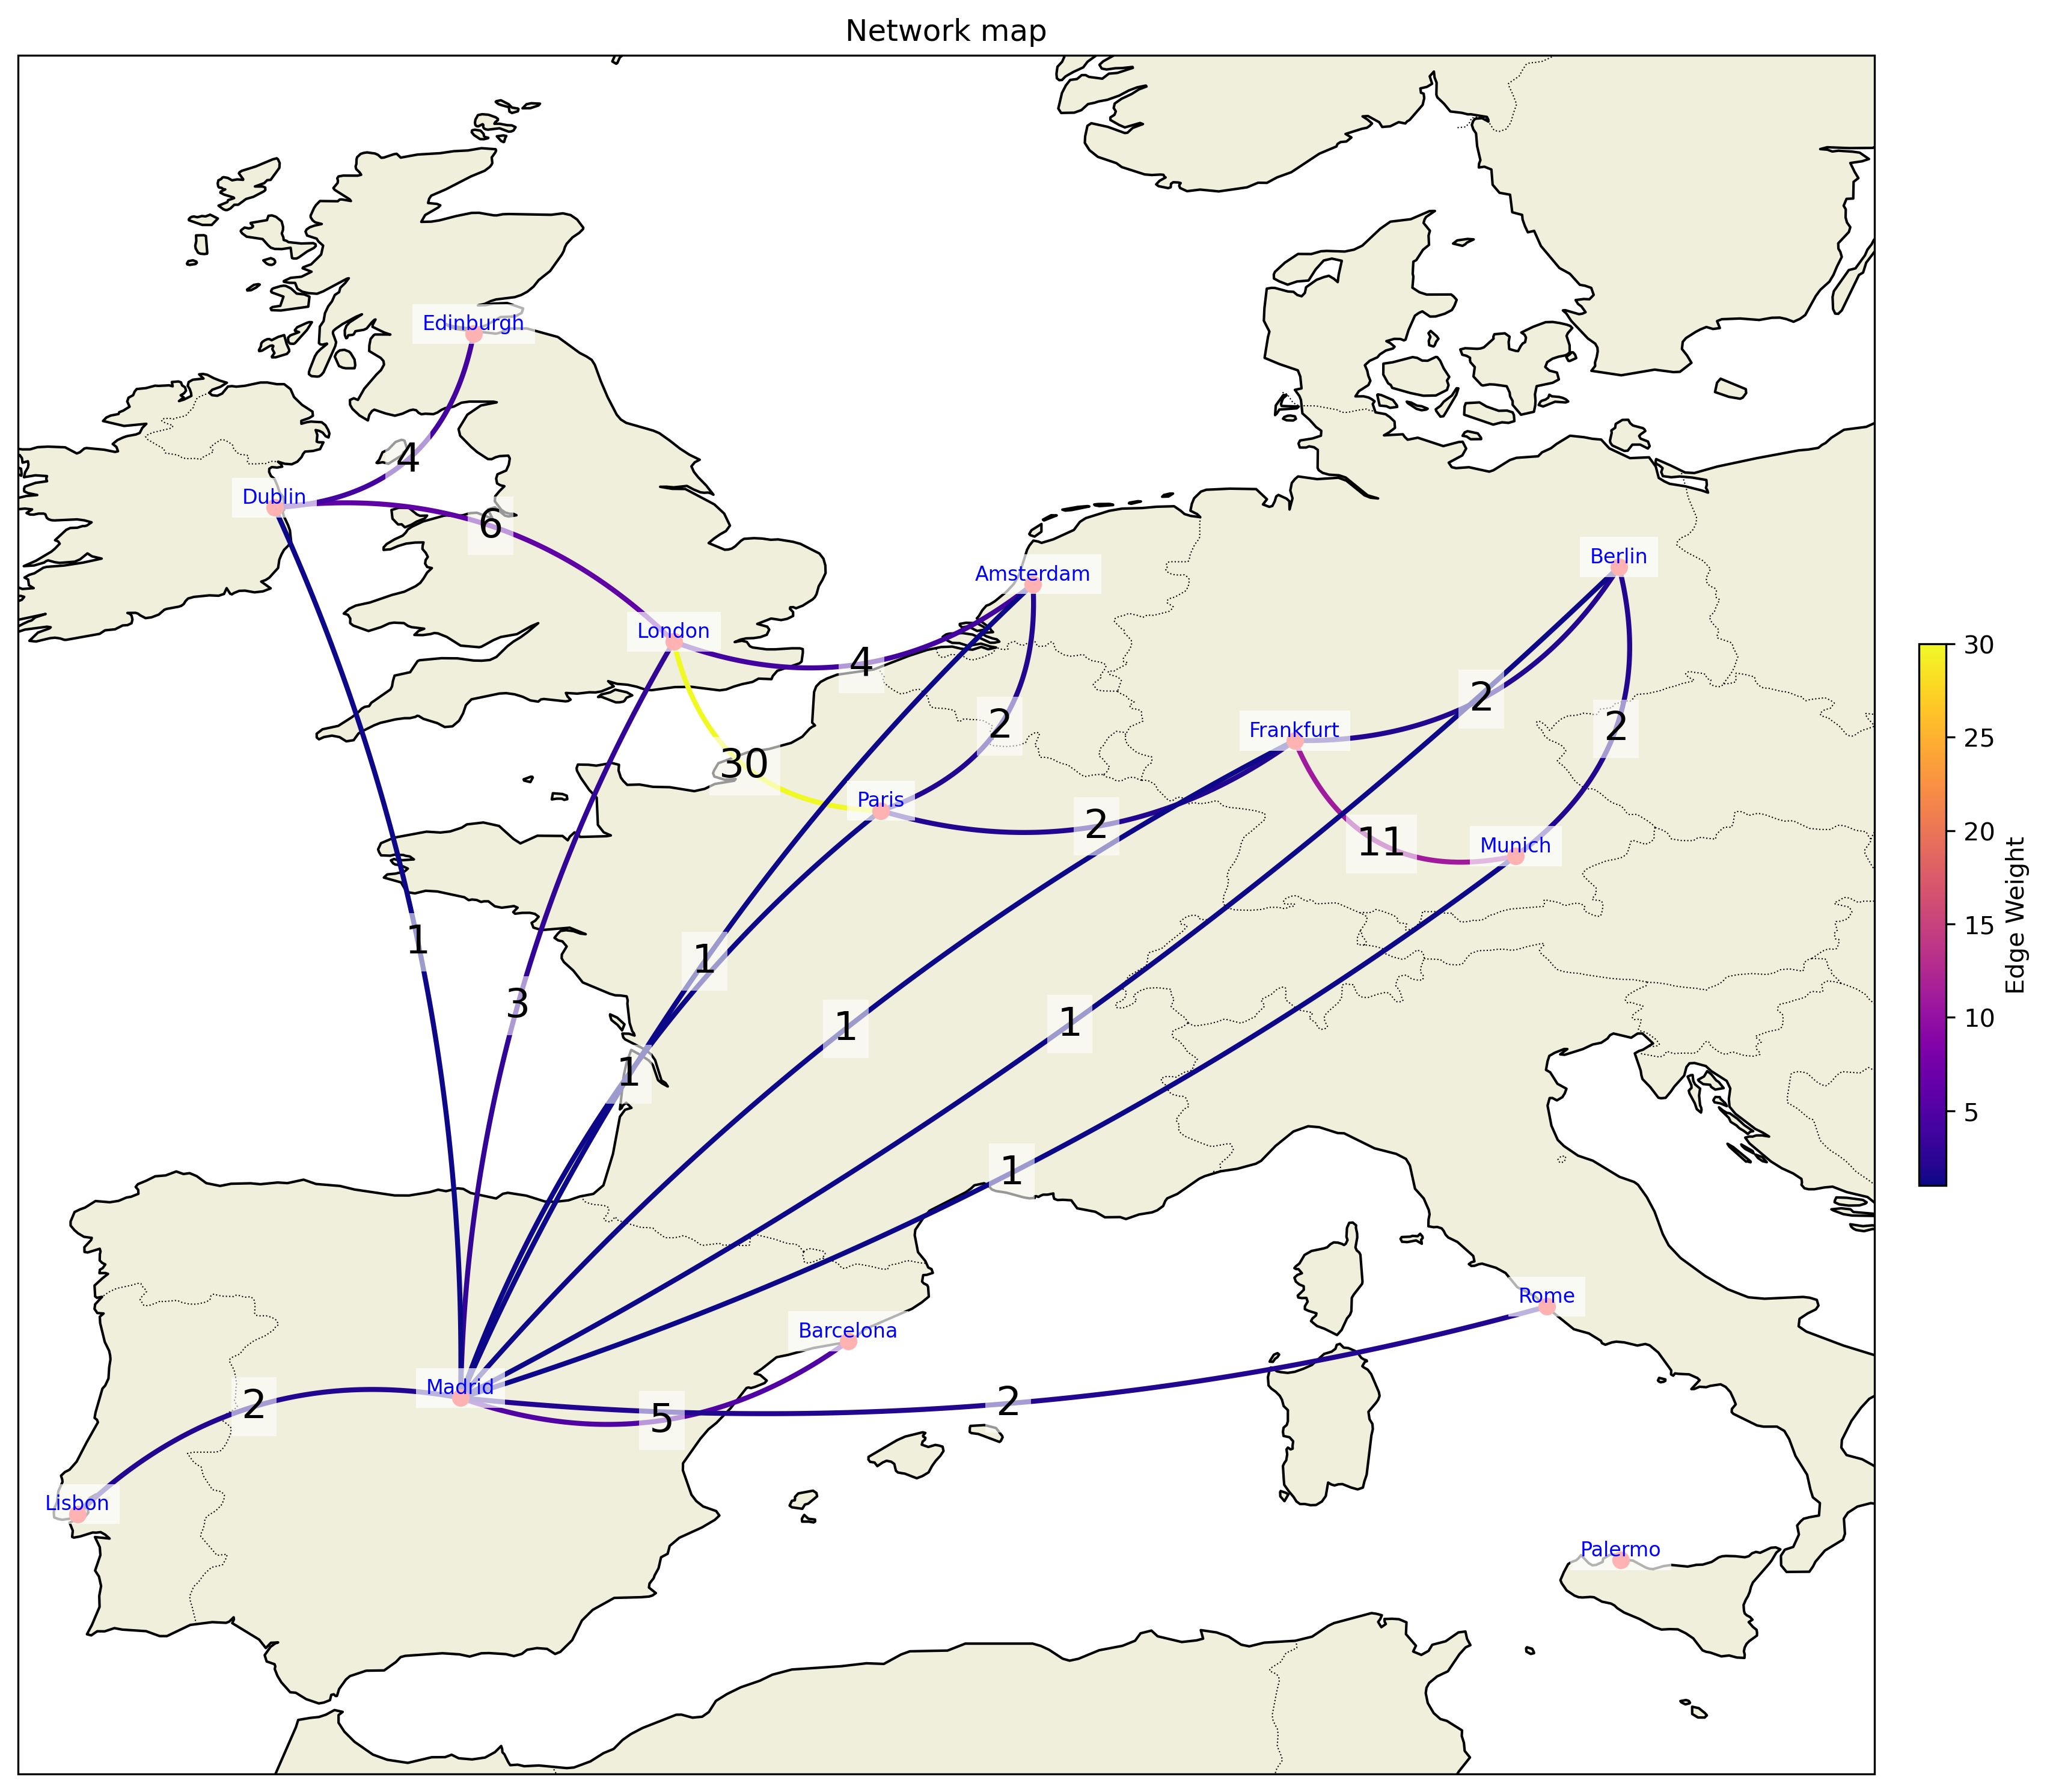 Network map
Edinburgh
4
Dublin
6
Berlin
Amsterdam
London
4
30
2
2
2
Frankfurt
25
30
Paris
2
11
Munich
20
Edge Weight
1
1
15
3
1
1
10
1
5
1
Rome
Barcelona
Madrid
2
2
5
Lisbon
Palermo